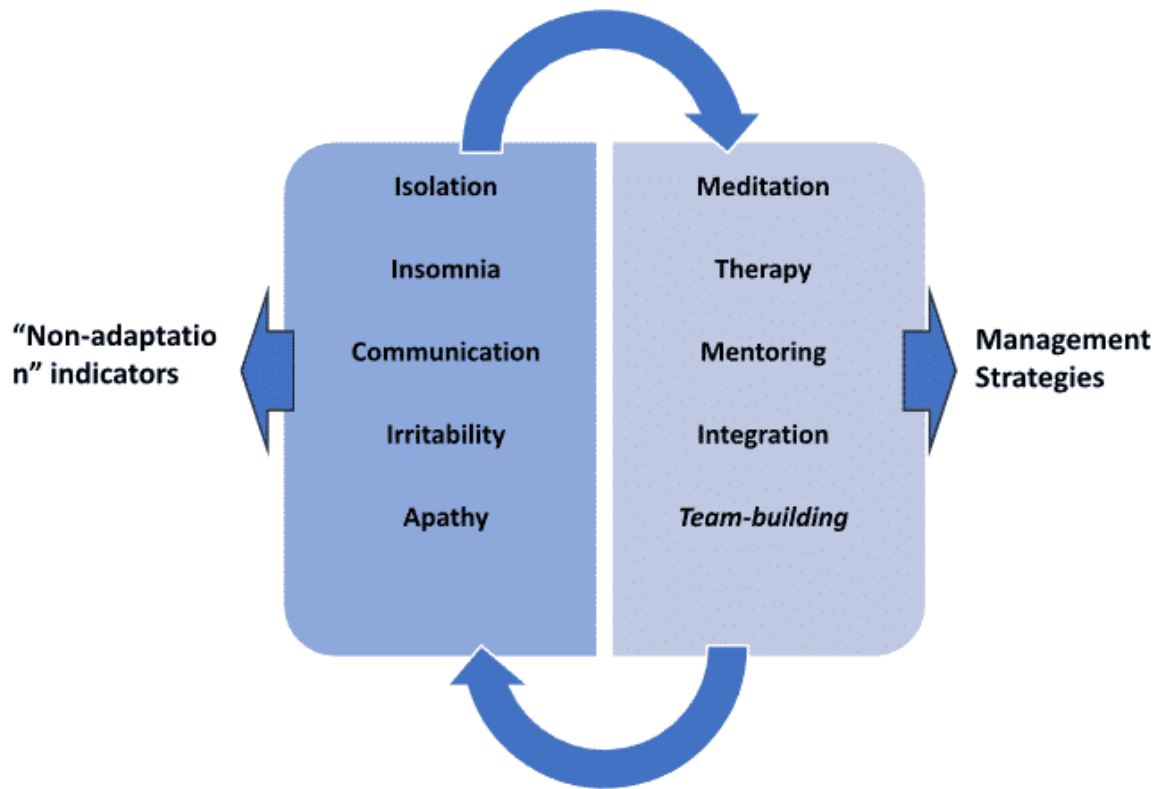 Isolation
Insomnia
Communication
Irritability
Apathy
Meditation
Therapy
Mentoring
Integration
Team-building
“Non-adaptatio
n” indicators
Management
Strategies